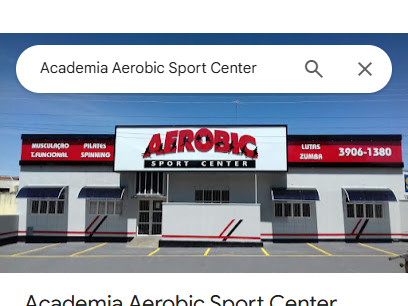 Academia Aerobic Sport Center
MUSCULAÇÃO PILATES
T.FUNCIONAL SPINNING
AEROBIC
SPORT CENTER
LUTAS
ZUMBA
3906-1380
Academia Aerobic Sport Center